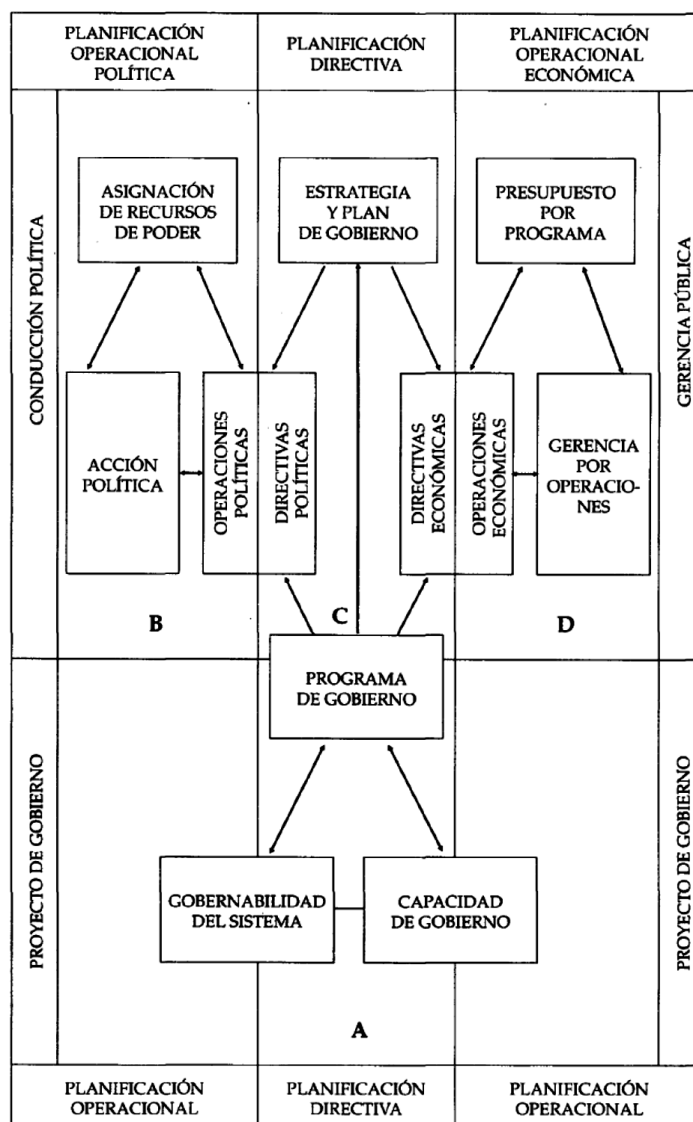 PLANIFICACIÓN
OPERACIONAL
POLÍTICA
PLANIFICACIÓN
DIRECTIVA
PLANIFICACIÓN
OPERACIONAL
ECONÓMICA
CONDUCCIÓN POLÍTICA
ASIGNACIÓN
DE RECURSOS
DE PODER
ESTRATEGIA
Y PLAN
DE GOBIERNO
PRESUPUESTO
POR
PROGRAMA
GERENCIA PÚBLICA
ACCIÓN
POLÍTICA
OPERACIONES
POLÍTICAS
DIRECTIVAS
POLÍTICAS
DIRECTIVAS
ECONÓMICAS
OPERACIONES
ECONÓMICAS
GERENCIA
POR
OPERACIO-
NES
B
C
D
PROGRAMA
DE GOBIERNO
PROYECTO DE GOBIERNO
GOBERNABILIDAD
DEL SISTEMA
CAPACIDAD
DE GOBIERNO
PROYECTO DE GOBIERNO
A
PLANIFICACIÓN
OPERACIONAL
PLANIFICACIÓN
DIRECTIVA
PLANIFICACIÓN
OPERACIONAL